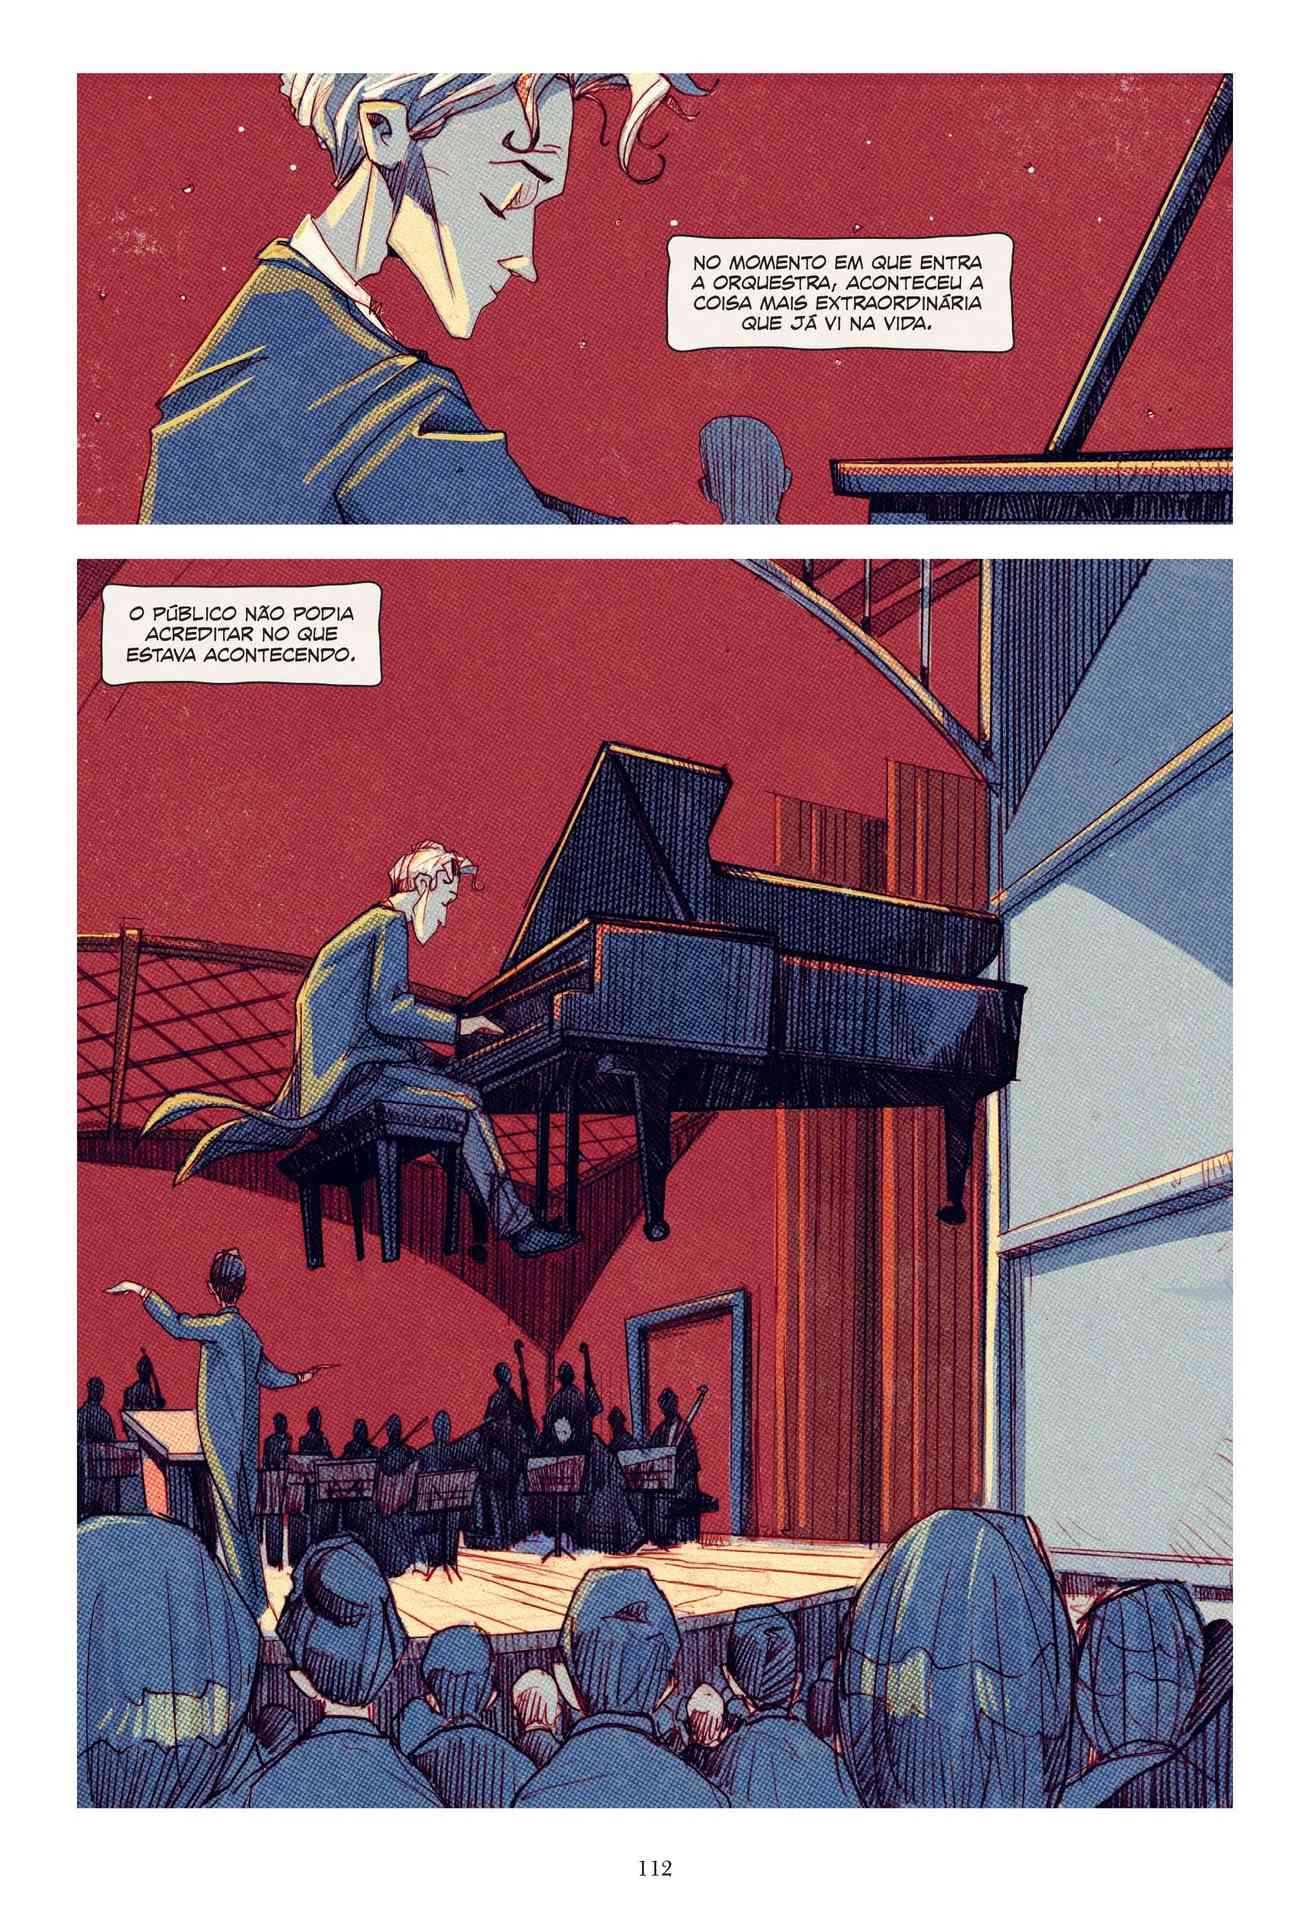 NO MOMENTO EM QUE ENTRA
A ORQUESTRA, ACONTECEU A
COISA MAIS EXTRAORDINÁRIA
QUE JÁ VI NA VIDA.
O PÚBLICO NÃO PODIA
ACREDITAR NO QUE
ESTAVA ACONTECENDO.
112